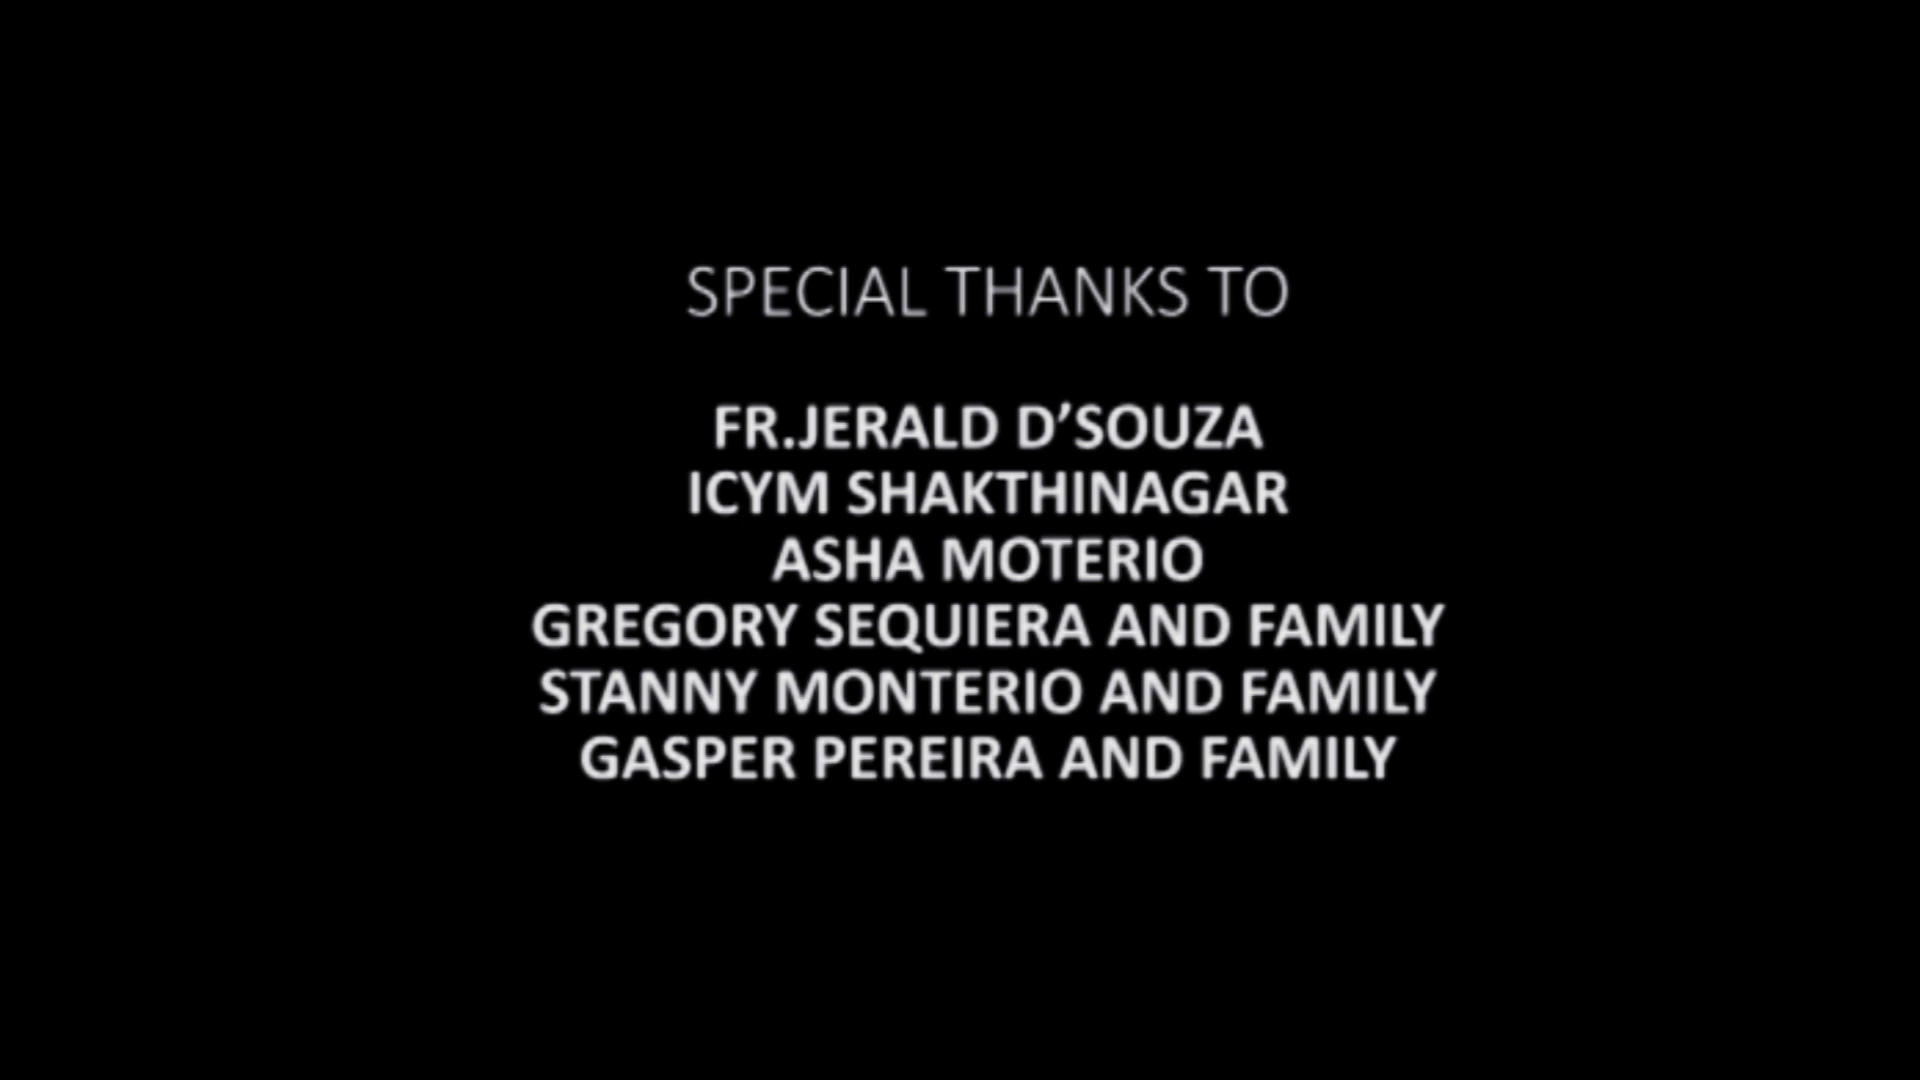 SPECIAL THANKS TO
FR.JERALD D’SOUZA
ICYM SHAKTHINAGAR
ASHA MOTERIO
GREGORY SEQUIERA AND FAMILY
STANNY MONTERIO AND FAMILY
GASPER PEREIRA AND FAMILY